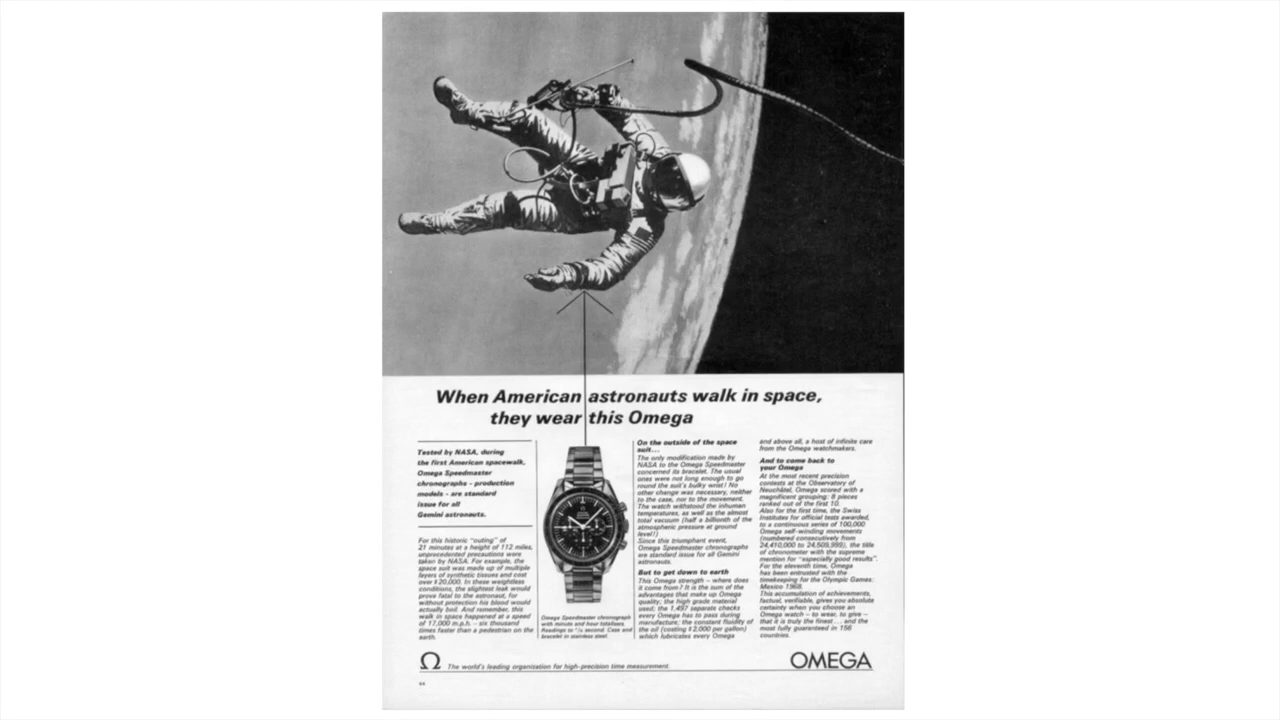 When American astronauts walk in space,
they wear this Omega
Tested by NASA, during
the first American spacewalk,
Omega Speedmaster
chronographs - production
models - are standard
issue for all
Gemini astronauts.
For this historic "outing" of
21 minutes at a height of 112 miles,
unprecedented precautions were
taken by NASA. For example, the
space suit was made up of multiple
layers of synthetic tissues and cost
over $20,000. In these weightless
conditions, the slightest leak would
prove fatal to the astronaut, for
without protection his blood would
actually boil. And remember, this
walk in space happened at a speed
of 17,000 m.p.h. - six thousand
times faster than a pedestrian on the
earth.
Omega Speedmaster chronograph
with minute and hour totalizers.
Readings to 1/5 second. Case and
bracelet in stainless steel.
On the outside of the space
suit...
The only modification made by
NASA to the Omega Speedmaster
concerned its bracelet. The usual
ones were not long enough to go
round the suit's bulky wrist! No
other change was necessary, neither
to the case, nor to the movement.
The watch withstood the inhuman
temperatures, as well as the almost
total vacuum (half a billionth of the
atmospheric pressure at ground
level!)
Since this triumphant event,
Omega Speedmaster chronographs
are standard issue for all Gemini
astronauts.
But to get down to earth
This Omega strength - where does
it come from? It is the sum of the
advantages that make up Omega
quality; the high grade material
used; the 1,497 separate checks
every Omega has to pass during
manufacture; the constant fluidity of
the oil (costing $2,000 per gallon)
which lubricates every Omega
and above all, a host of infinite care
from the Omega watchmakers.
And to come back to
your Omega
At the most recent precision
contests at the Observatory of
Neuchâtel, Omega scored with a
magnificent grouping: 8 pieces
ranked out of the first 10.
Also for the first time, the Swiss
Institutes for official tests awarded,
to a continuous series of 100,000
Omega self-winding movements
(numbered consecutively from
24,410,000 to 24,509,999), the title
of chronometer with the supreme
mention for "especially good results".
For the eleventh time, Omega
has been entrusted with the
timekeeping for the Olympic Games:
Mexico 1968.
This accumulation of achievements,
factual, verifiable, gives you absolute
certainty when you choose an
Omega watch - to wear, to give -
that it is truly the finest... and the
most fully guaranteed in 156
countries.
Ω The world's leading organization for high-precision time measurement.
OMEGA